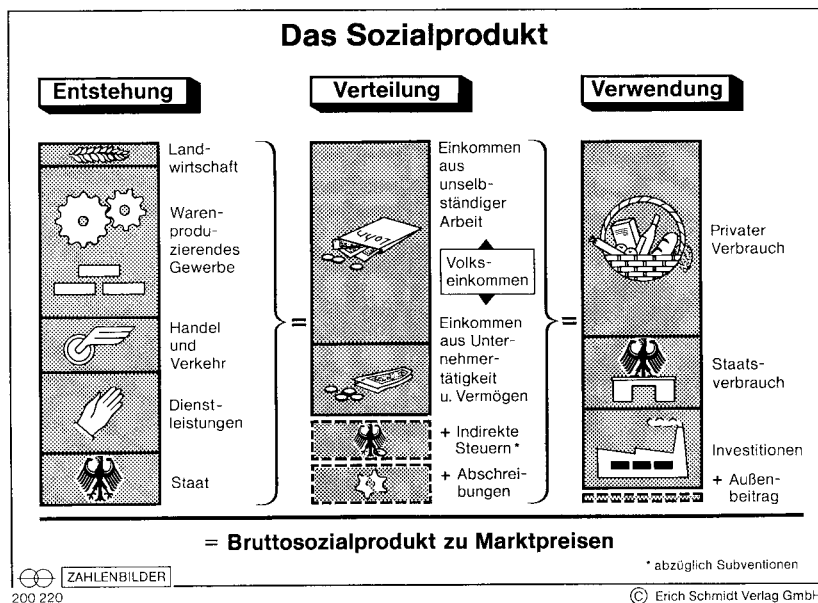 Das Sozialprodukt
Entstehung
Verteilung
Verwendung
Land-
wirtschaft
Waren-
produ-
zierendes
Gewerbe
Handel
und
Verkehr
Dienst-
leistungen
Staat
=
LOHN
Einkommen
aus
unselb-
ständiger
Arbeit
Volks-
einkommen
Einkommen
aus Unter-
nehmer-
tätigkeit
u. Vermögen
+ Indirekte
Steuern *
+ Abschrei-
bungen
=
Privater
Verbrauch
Staats-
verbrauch
Investitionen
+ Außen-
beitrag
= Bruttosozialprodukt zu Marktpreisen
* abzüglich Subventionen
ZAHLENBILDER
200 220
© Erich Schmidt Verlag GmbH